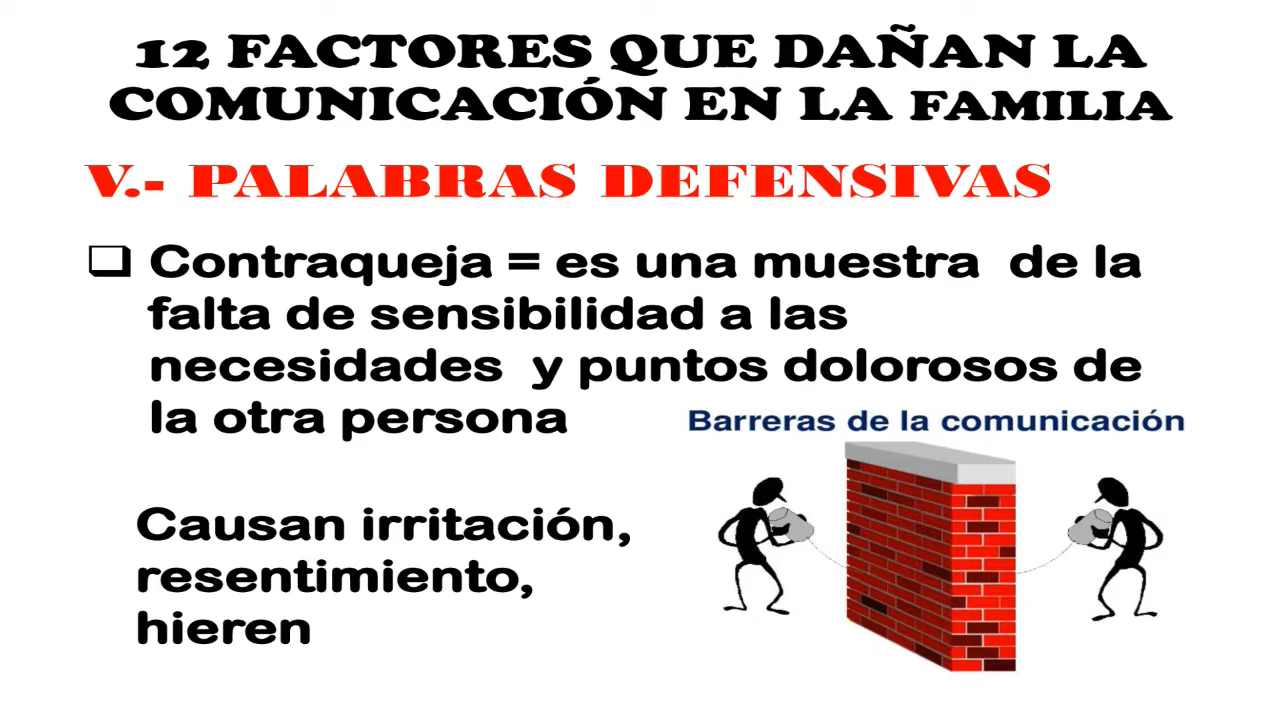 12 FACTORES QUE DAÑAN LA
COMUNICACIÓN EN LA FAMILIA
V.- PALABRAS DEFENSIVAS
❑ Contraqueja = es una muestra de la
falta de sensibilidad a las
necesidades y puntos dolorosos de
la otra persona
Barreras de la comunicación
Causan irritación,
resentimiento,
hieren